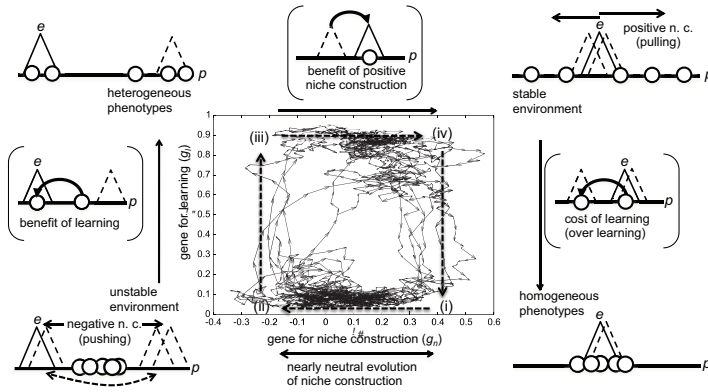 e
p
heterogeneous
phenotypes
benefit of positive
niche construction
p
e
positive n. c.
(pulling)
p
stable
environment
e
p
benefit of learning
unstable
environment
negative n. c.
(pushing)
e
p
gene for learning (gl)
1
0.9
0.8
0.7
0.6
0.5
0.4
0.3
0.2
0.1
0
-0.4 -0.3 -0.2 -0.1 0 0.1 0.2 0.3 0.4 0.5 0.6
(iii)
(iv)
(ii)
(i)
gene for niche construction (gn)
nearly neutral evolution
of niche construction
e
p
cost of learning
(over learning)
homogeneous
phenotypes
e
p